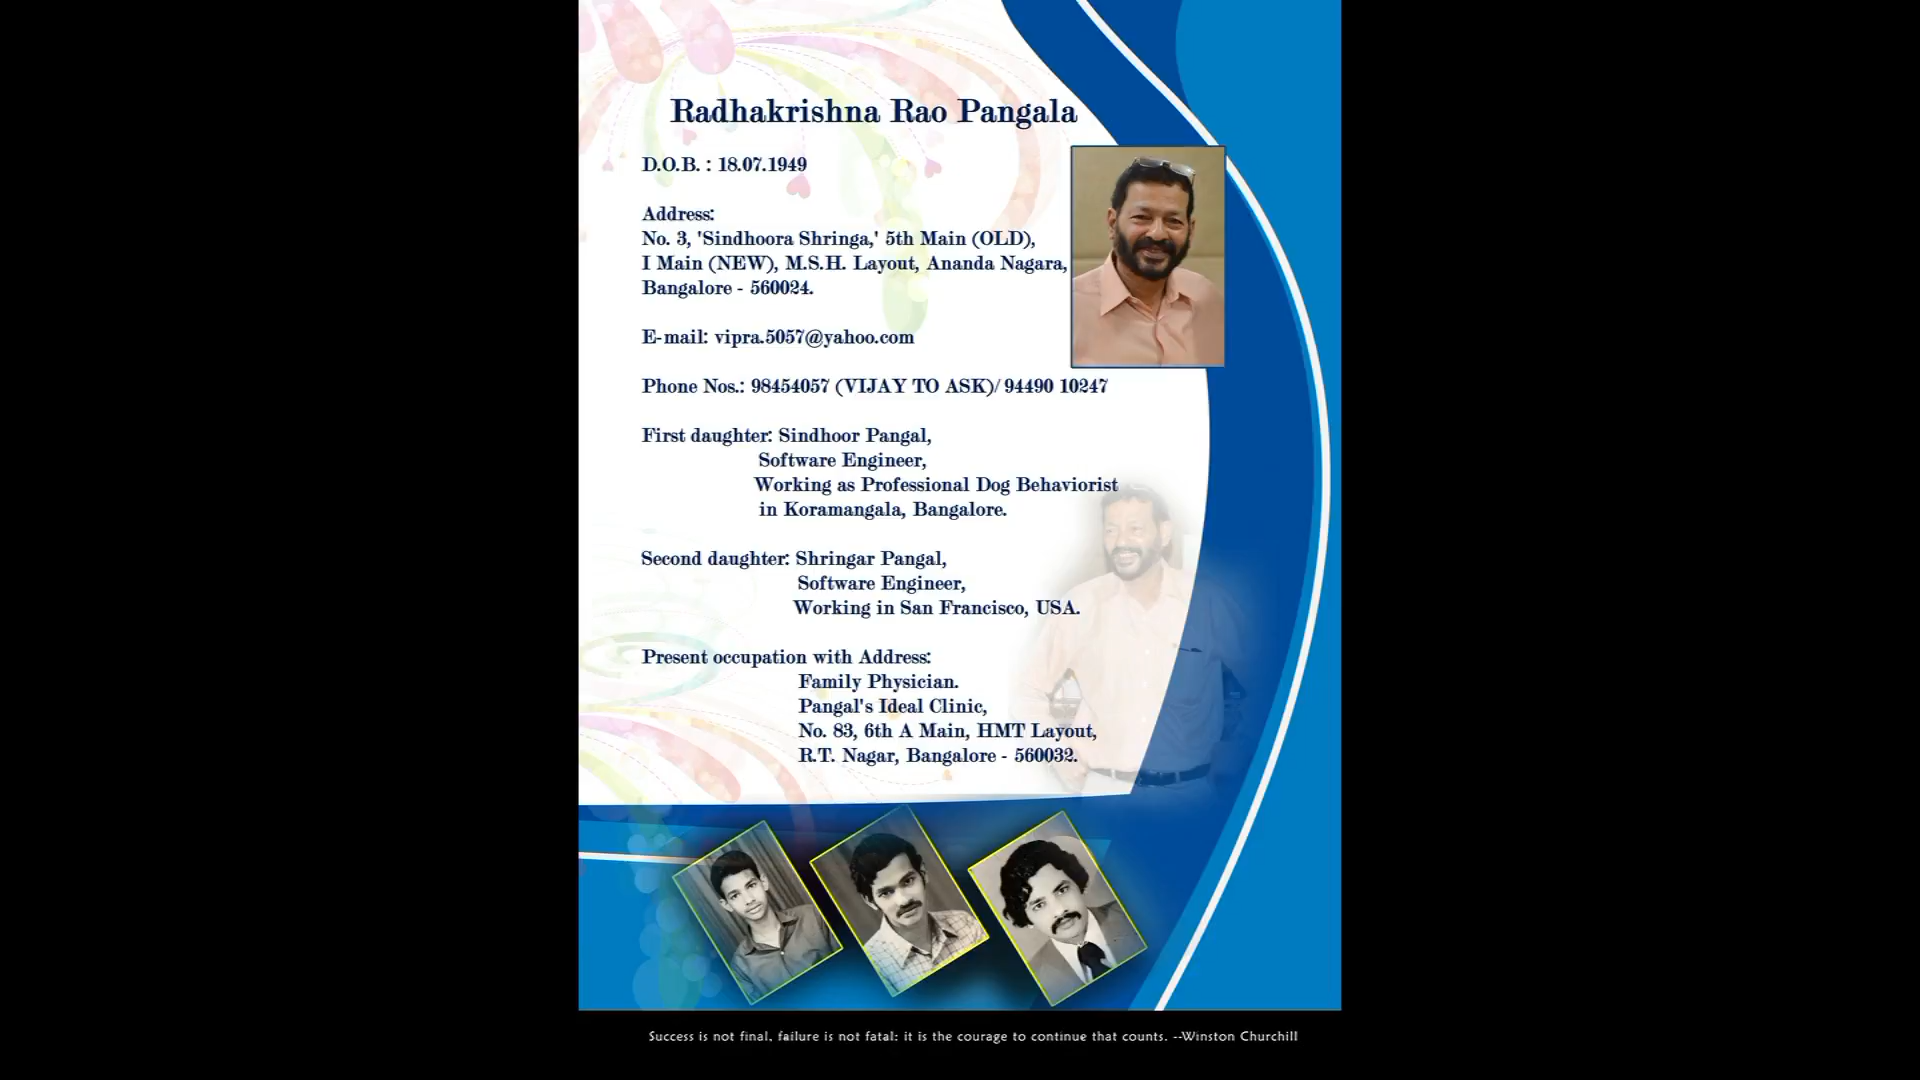 Radhakrishna Rao Pangala
D.O.B. : 18.07.1949
Address:
No. 3, 'Sindhoora Shringa,' 5th Main (OLD),
I Main (NEW), M.S.H. Layout, Ananda Nagara,
Bangalore - 560024.
E-mail: vipra.5057@yahoo.com
Phone Nos.: 98454057 (VIJAY TO ASK)/ 94490 10247
First daughter: Sindhoor Pangal,
Software Engineer,
Working as Professional Dog Behaviorist
in Koramangala, Bangalore.
Second daughter: Shringar Pangal,
Software Engineer,
Working in San Francisco, USA.
Present occupation with Address:
Family Physician.
Pangal's Ideal Clinic,
No. 83, 6th A Main, HMT Layout,
R.T. Nagar, Bangalore - 560032.
Success is not final, failure is not fatal: it is the courage to continue that counts. --Winston Churchill